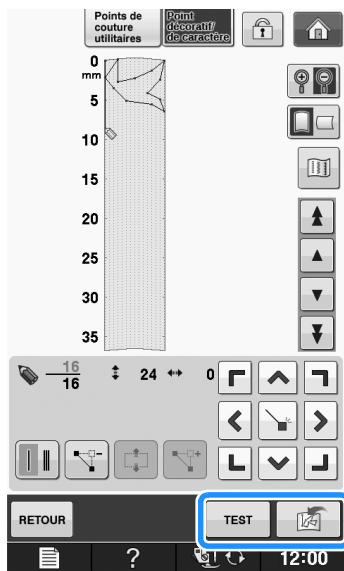 Points de
couture
utilitaires
Point
décoratif/
de caractère
0
mm
5
10
15
20
25
30
35
16
16
24
0
RETOUR
TEST
?
12:00